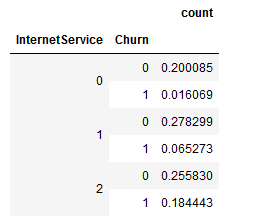 count
InternetService Churn
0 0 0.200085
1 0.016069
1 0 0.278299
1 0.065273
2 0 0.255830
1 0.184443